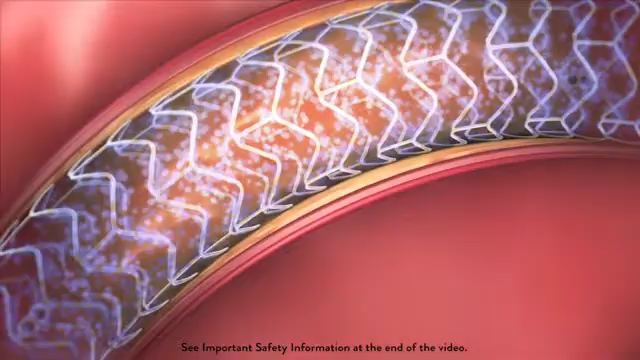 See Important Safety Information at the end of the video.